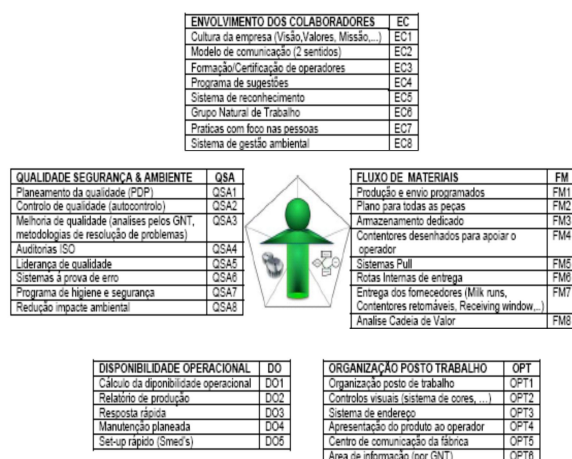 ENVOLVIMENTO DOS COLABORADORES EC
Cultura da empresa (Visão,Valores, Missão,...) EC1
Modelo de comunicação (2 sentidos) EC2
Formação/Certificação de operadores EC3
Programa de sugestões EC4
Sistema de reconhecimento EC5
Grupo Natural de Trabalho EC6
Praticas com foco nas pessoas EC7
Sistema de gestão ambiental EC8
QUALIDADE SEGURANÇA & AMBIENTE QSA
Planeamento da qualidade (PDP) QSA1
Controlo de qualidade (autocontrolo) QSA2
Melhoria de qualidade (analises pelos GNT, QSA3
metodologias de resolução de problemas)
Auditorias ISO QSA4
Liderança de qualidade QSA5
Sistemas à prova de erro QSA6
Programa de higiene e segurança QSA7
Redução impacte ambiental QSA8
FLUXO DE MATERIAIS FM
Produção e envio programados FM1
Plano para todas as peças FM2
Armazenamento dedicado FM3
Contentores desenhados para apoiar o FM4
operador
Sistemas Pull FM5
Rotas Internas de entrega FM6
Entrega dos fornecedores (Milk runs, FM7
Contentores retornáveis, Receiving window,..)
Analise Cadeia de Valor FM8
DISPONIBILIDADE OPERACIONAL DO
Cálculo da diponibilidade operacional DO1
Relatório de produção DO2
Resposta rápida DO3
Manutenção planeada DO4
Set-up rápido (Smed's) DO5
ORGANIZAÇÃO POSTO TRABALHO OPT
Organização posto de trabalho OPT1
Controlos visuais (sistema de cores, ...) OPT2
Sistema de endereço OPT3
Apresentação do produto ao operador OPT4
Centro de comunicação da fábrica OPT5
Area de informação (por GNT) OPT6